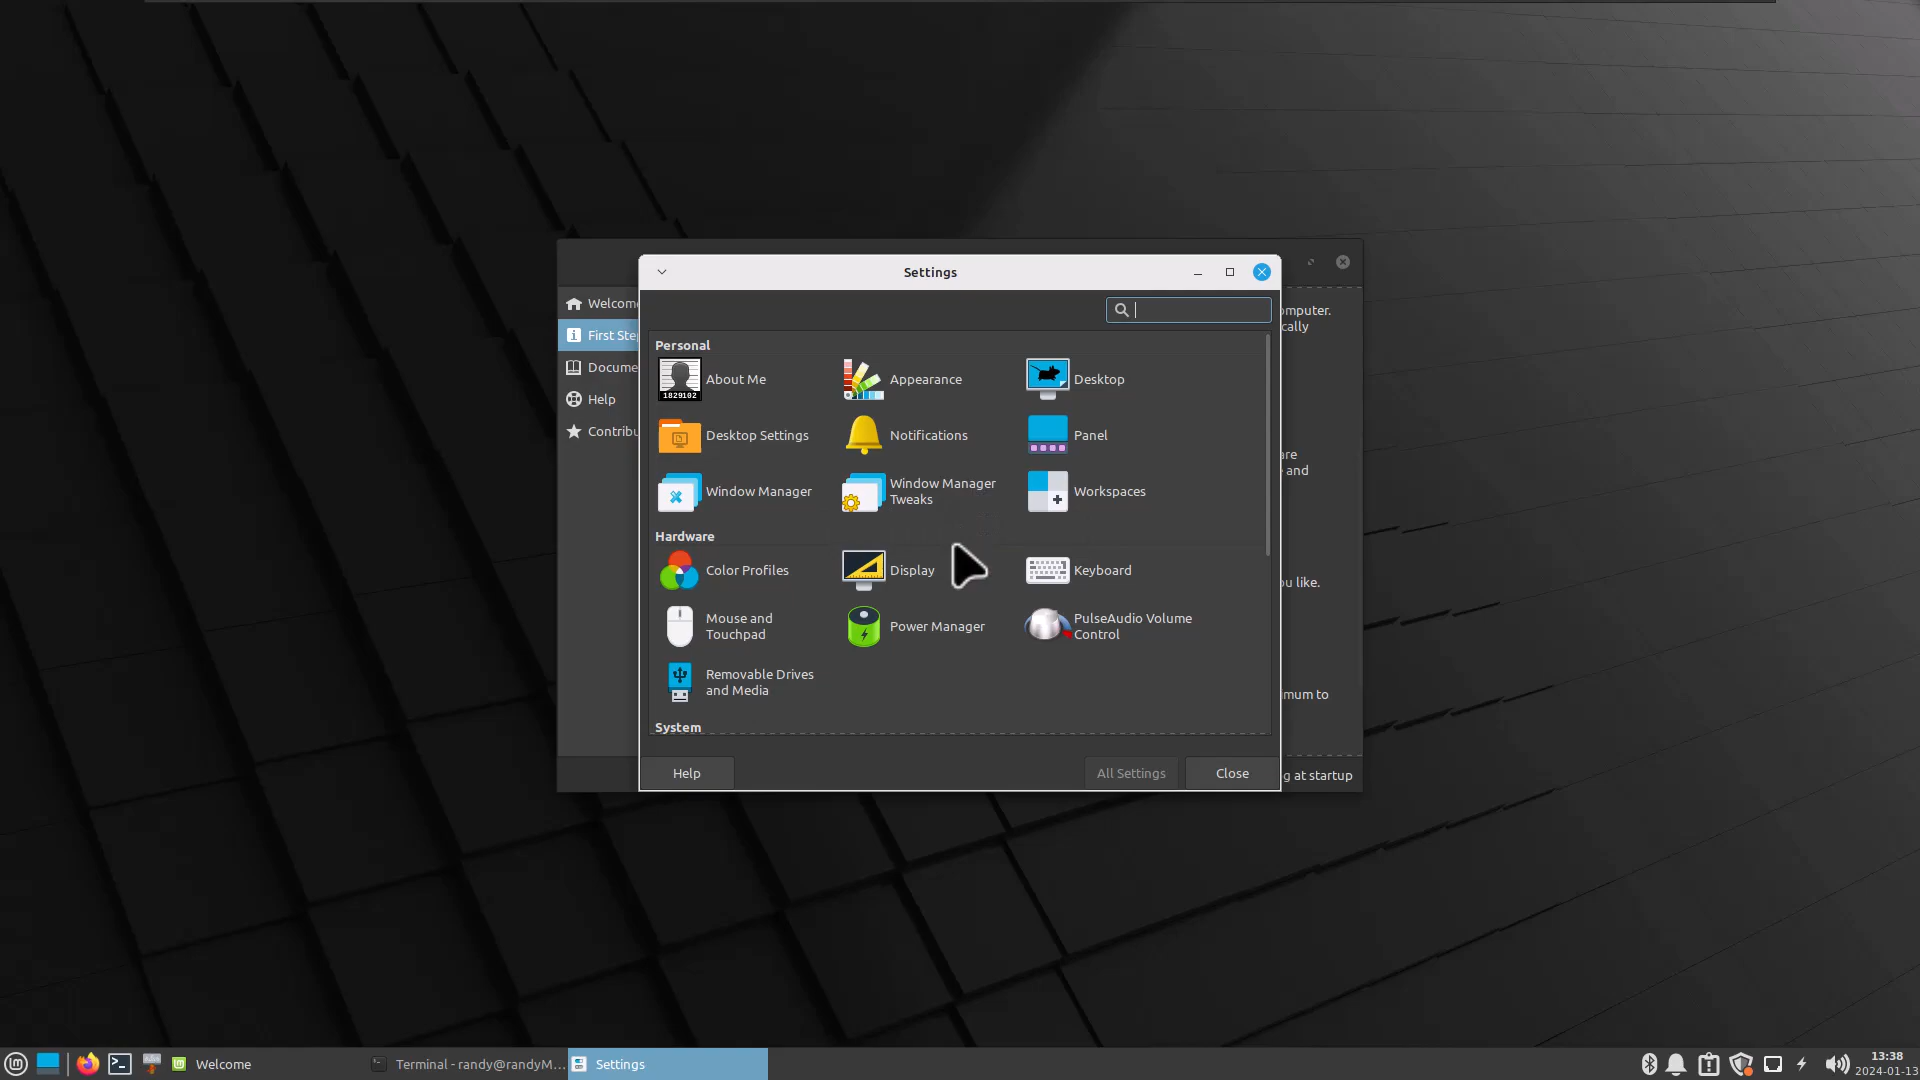 Settings
Welcom
First Ste
Docume
Help
Contribu
omputer.
cally
are
and
ou like.
mum to
g at startup
Personal
About Me
1829102
Appearance
Desktop
Desktop Settings
Notifications
Panel
Window Manager
Window Manager
Tweaks
Workspaces
Hardware
Color Profiles
Display
Keyboard
Mouse and
Touchpad
Power Manager
PulseAudio Volume
Control
Removable Drives
and Media
System
Help
All Settings
Close
Welcome
Terminal - randy@randyM...
Settings
13:38
2024-01-13